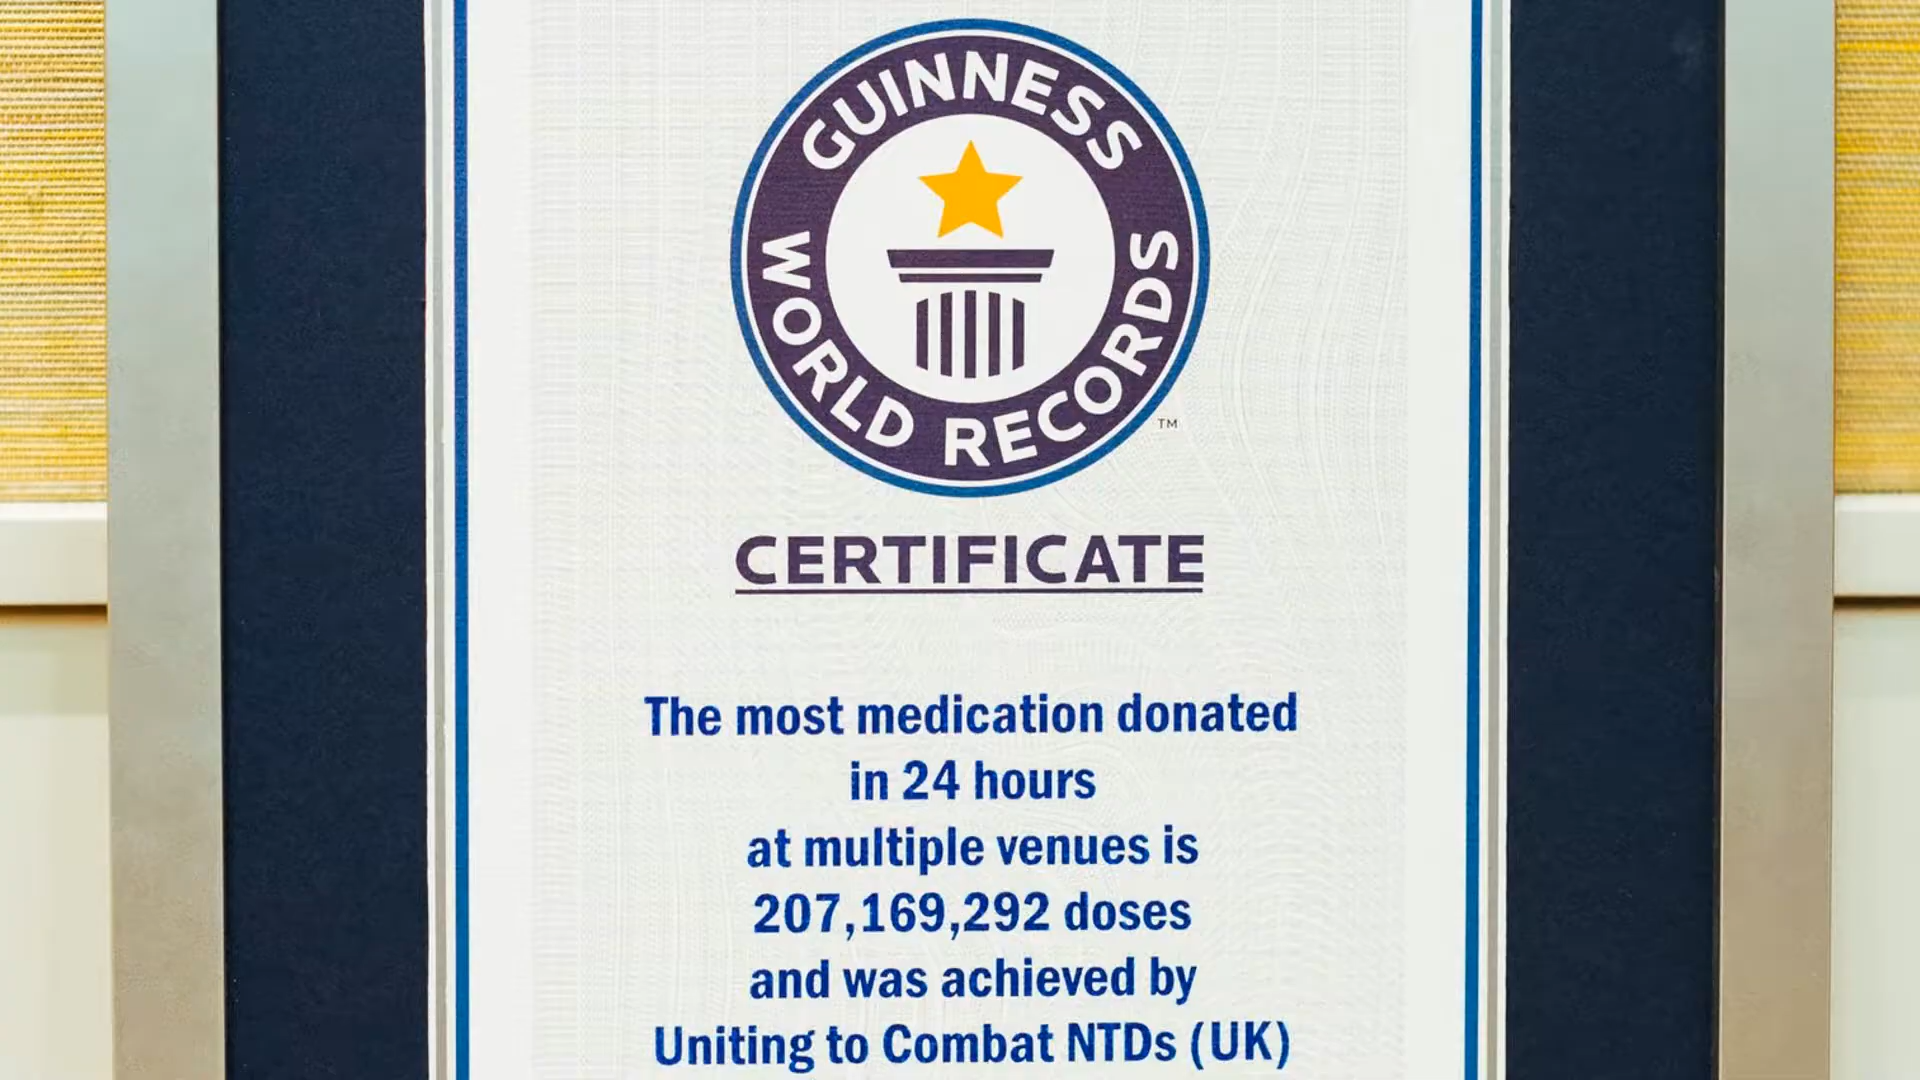 GUINNESS
WORLD RECORDS
TM
CERTIFICATE
The most medication donated
in 24 hours
at multiple venues is
207,169,292 doses
and was achieved by
Uniting to Combat NTDs (UK)